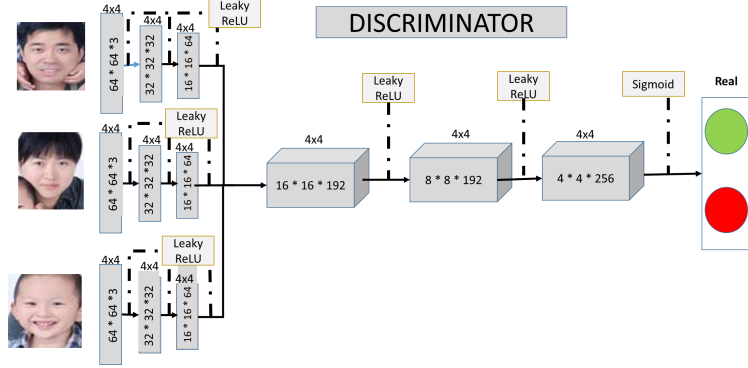 Leaky
ReLU
DISCRIMINATOR
4x4
4x4
4x4
64 * 64 *3
32 * 32 *32
16 * 16 * 64
Leaky
ReLU
Leaky
ReLU
Sigmoid
Real
4x4
4x4
4x4
64 * 64 *3
32 * 32 *32
16 * 16 * 64
Leaky
ReLU
4x4
4x4
4x4
16 * 16 * 192
8 * 8 * 192
4 * 4 * 256
Leaky
ReLU
4x4
4x4
4x4
64 * 64 *3
32 * 32 *32
16 * 16 * 64